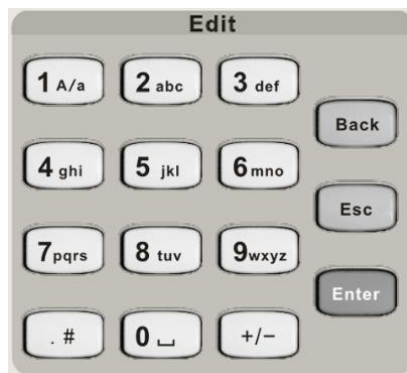 Edit
1 A/a 2 abc 3 def
Back
4 ghi 5 jkl 6 mno
Esc
7 pqrs 8 tuv 9 wxyz
Enter
. # 0 ⎵ +/−